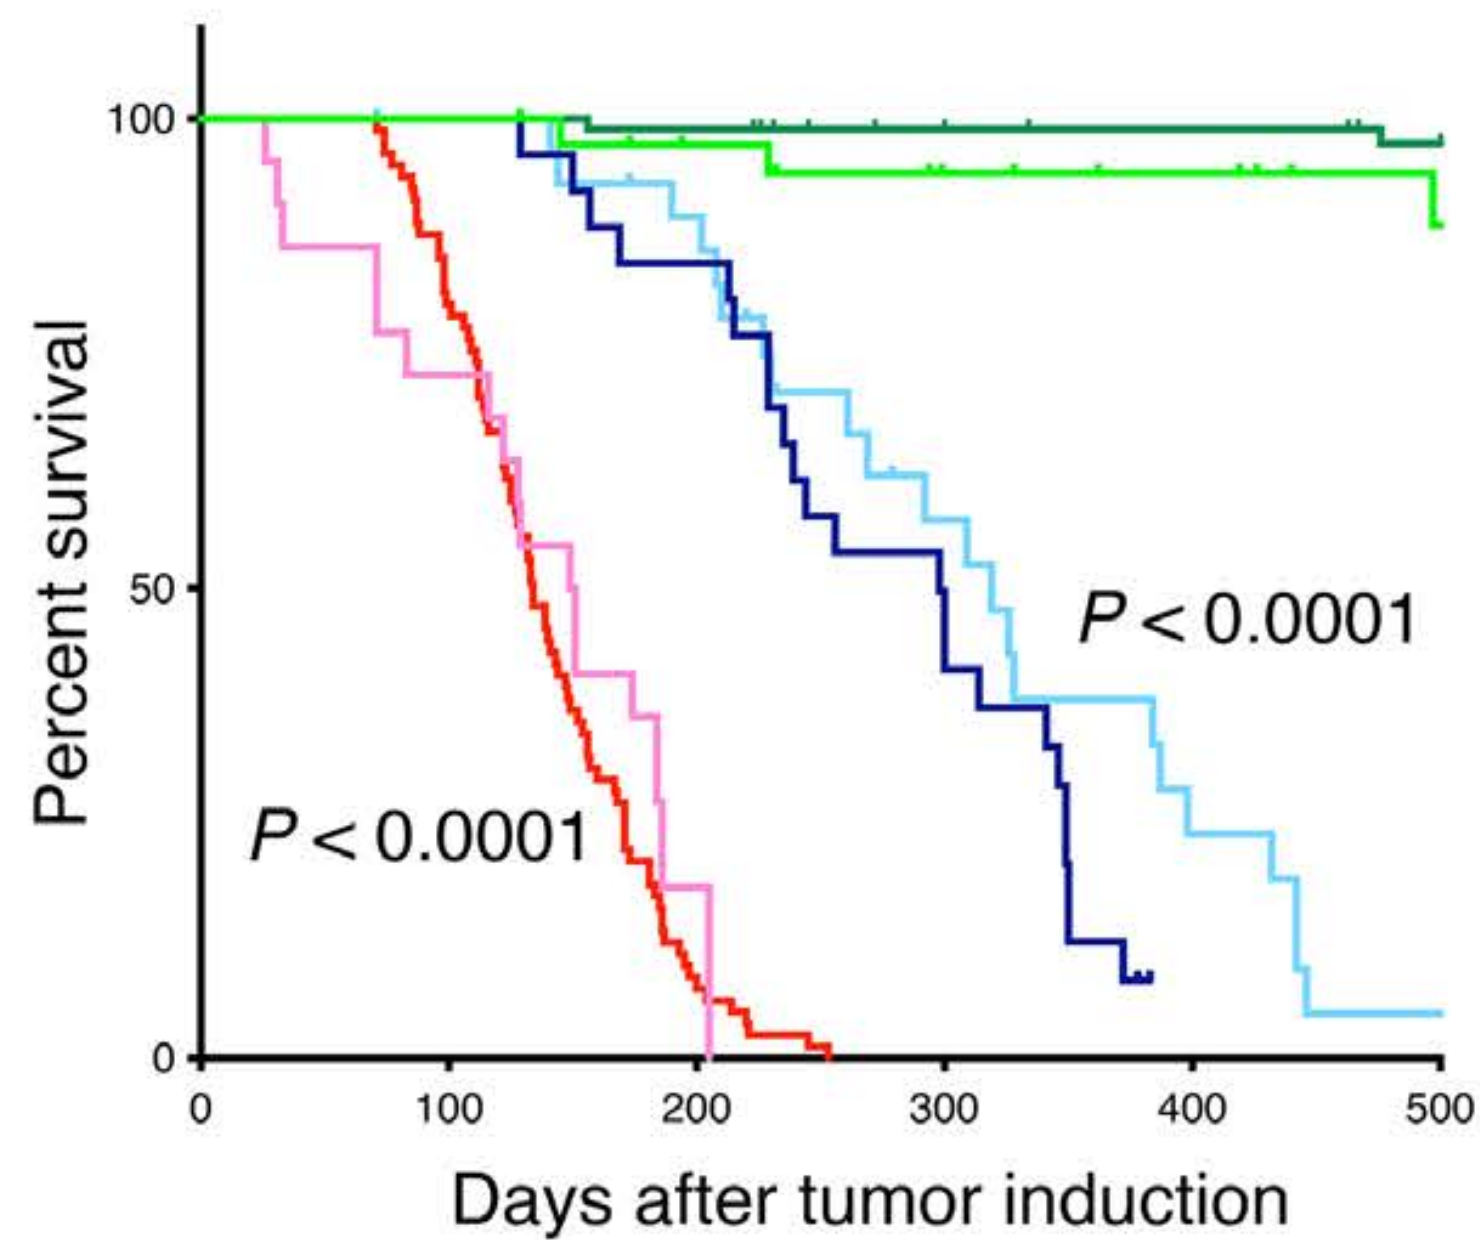 100
50
0
Percent survival
P < 0.0001
P < 0.0001
0 100 200 300 400 500
Days after tumor induction